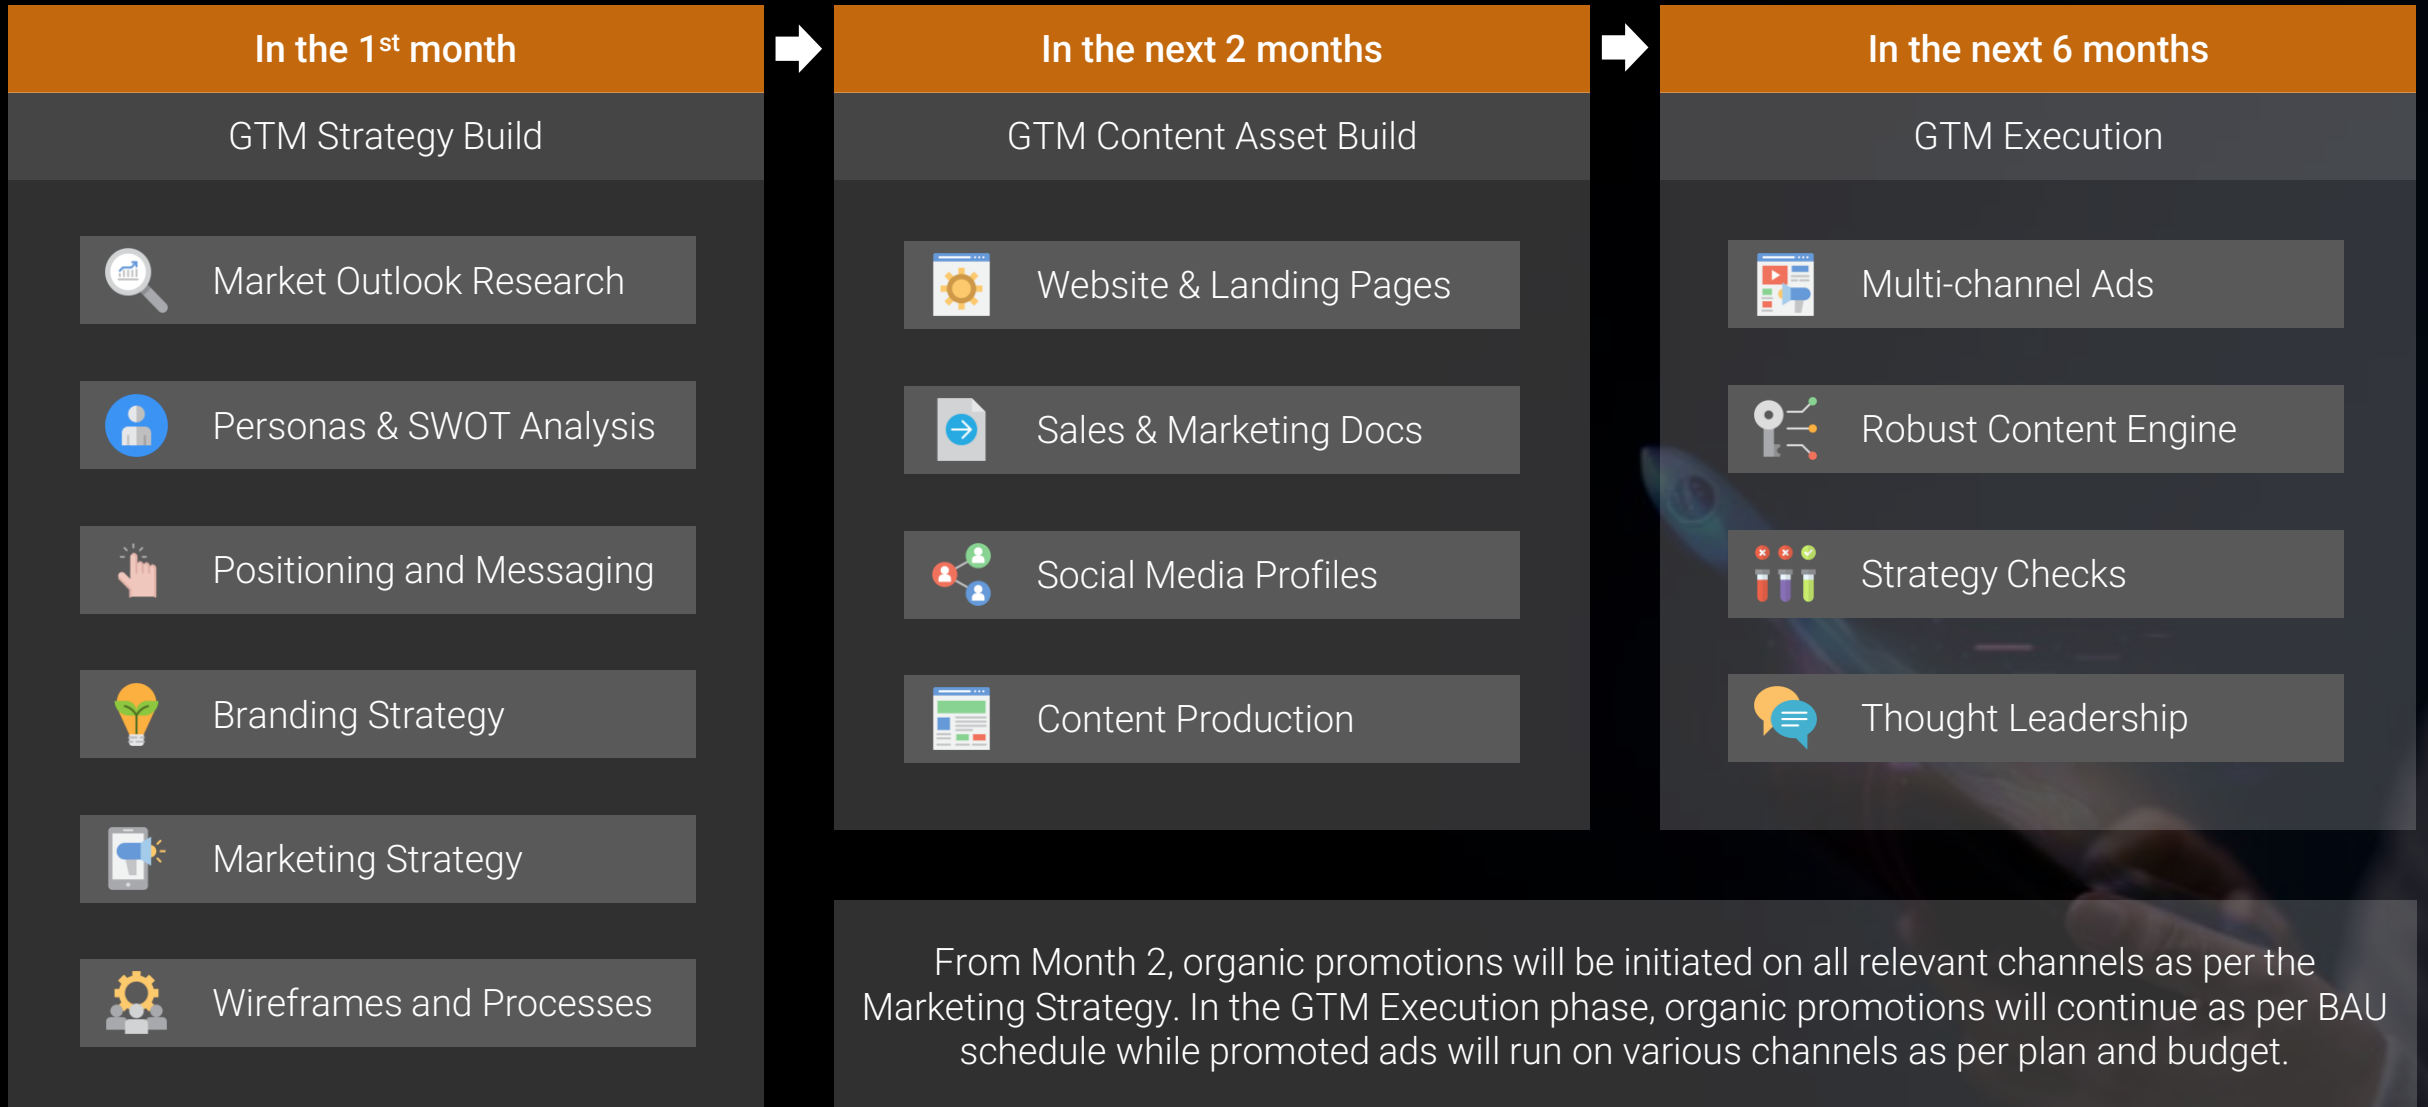 In the 1st month
GTM Strategy Build
Market Outlook Research
Personas & SWOT Analysis
Positioning and Messaging
Branding Strategy
Marketing Strategy
Wireframes and Processes
In the next 2 months
GTM Content Asset Build
Website & Landing Pages
Sales & Marketing Docs
Social Media Profiles
Content Production
In the next 6 months
GTM Execution
Multi-channel Ads
Robust Content Engine
Strategy Checks
Thought Leadership
From Month 2, organic promotions will be initiated on all relevant channels as per the
Marketing Strategy. In the GTM Execution phase, organic promotions will continue as per BAU
schedule while promoted ads will run on various channels as per plan and budget.